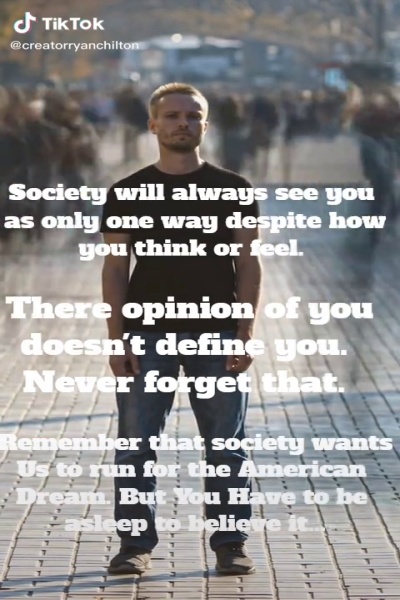 TikTok
@creatorryanchilton
Society will always see you
as only one way despite how
you think or feel.
There opinion of you
doesn't define you.
Never forget that.
Remember that society wants
Us to run for the American
Dream. But You Have to be
asleep to believe it...